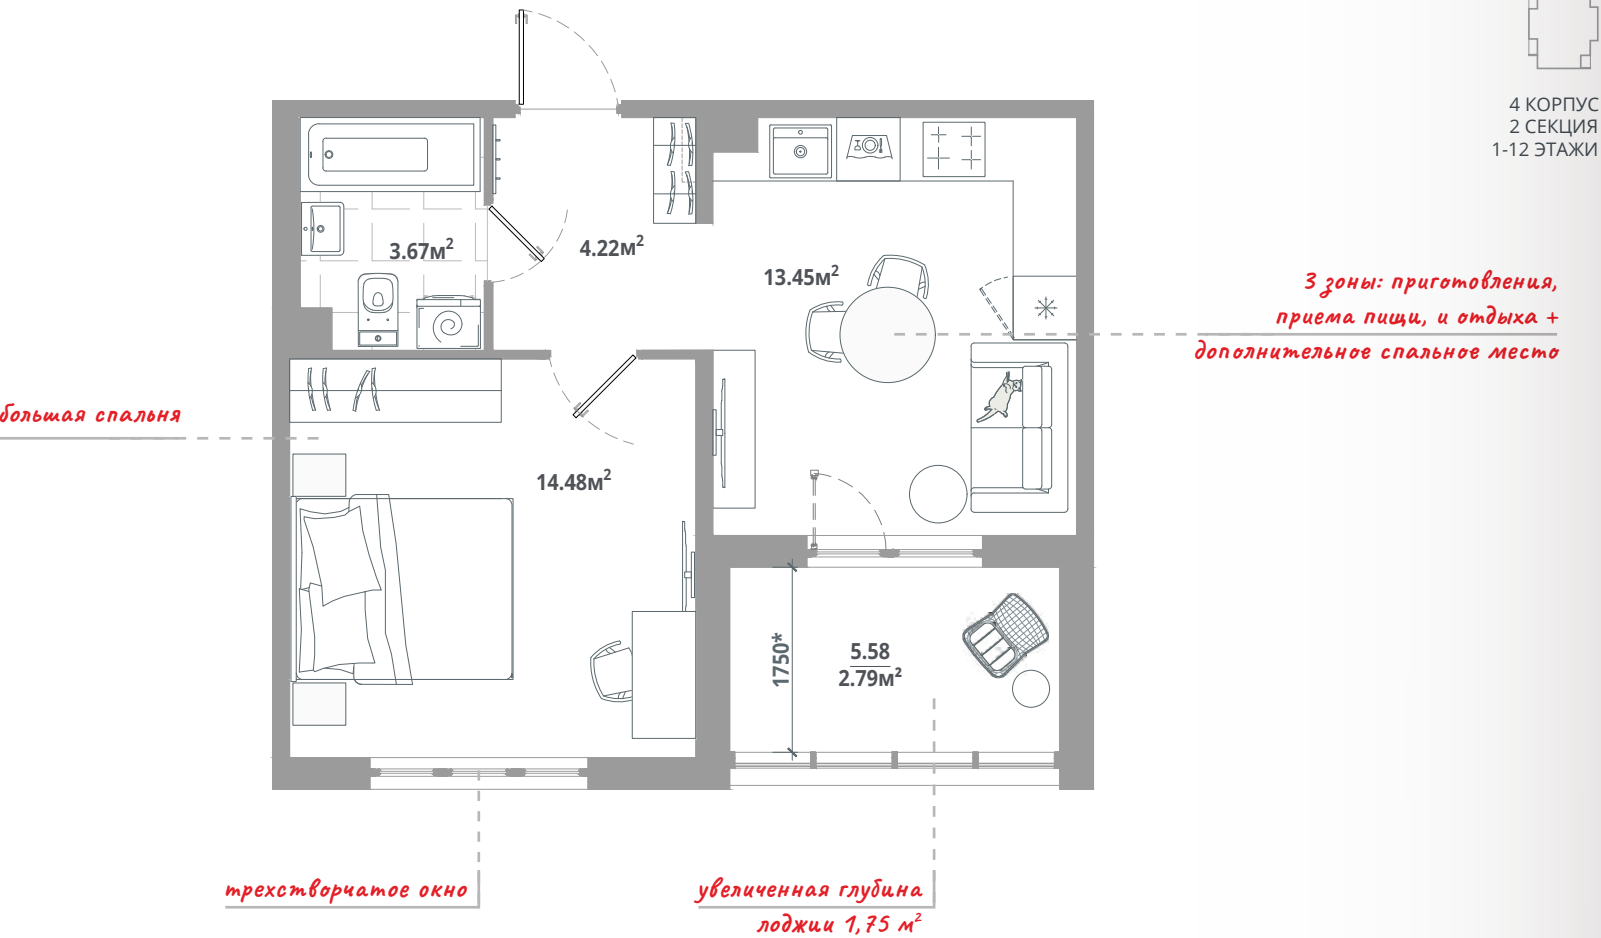 4 КОРПУС
2 СЕКЦИЯ
1-12 ЭТАЖИ
3.67м²
4.22м²
13.45м²
3 зоны: приготовления,
приема пищи, и отдыха +
дополнительное спальное место
большая спальня
14.48м²
1750*
5.58
2.79м²
трехстворчатое окно
увеличенная глубина
лоджии 1,75 м²